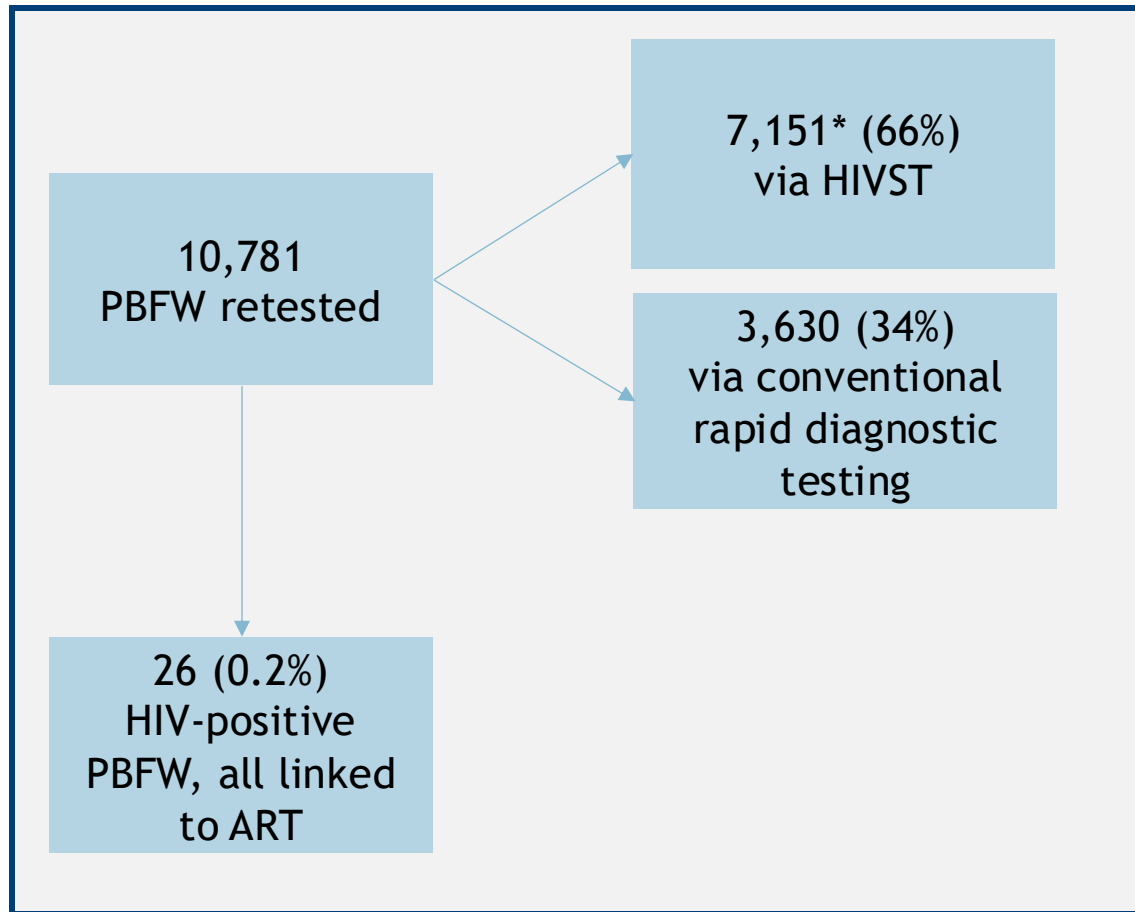 10,781
PBFW retested
7,151* (66%)
via HIVST
3,630 (34%)
via conventional
rapid diagnostic
testing
26 (0.2%)
HIV-positive
PBFW, all linked
to ART